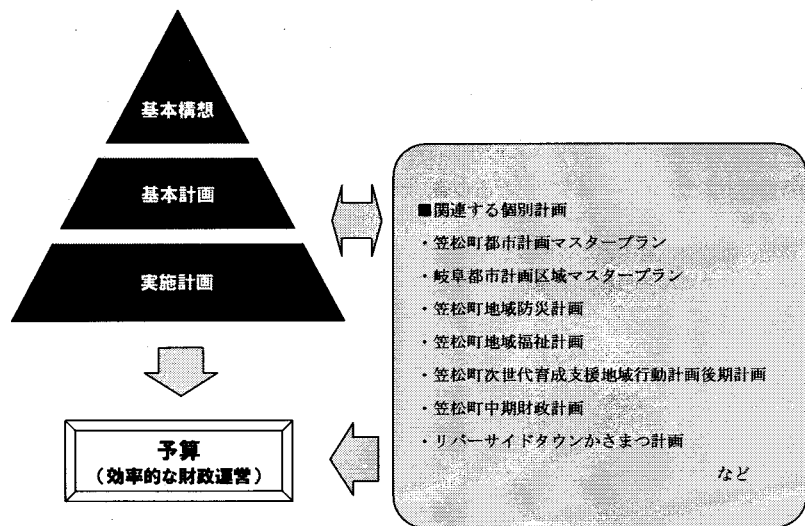 基本構想
基本計画
実施計画
予算
（効率的な財政運営）
■関連する個別計画
・笠松町都市計画マスタープラン
・岐阜都市計画区域マスタープラン
・笠松町地域防災計画
・笠松町地域福祉計画
・笠松町次世代育成支援地域行動計画後期計画
・笠松町中期財政計画
・リバーサイドタウンかさまつ計画
など